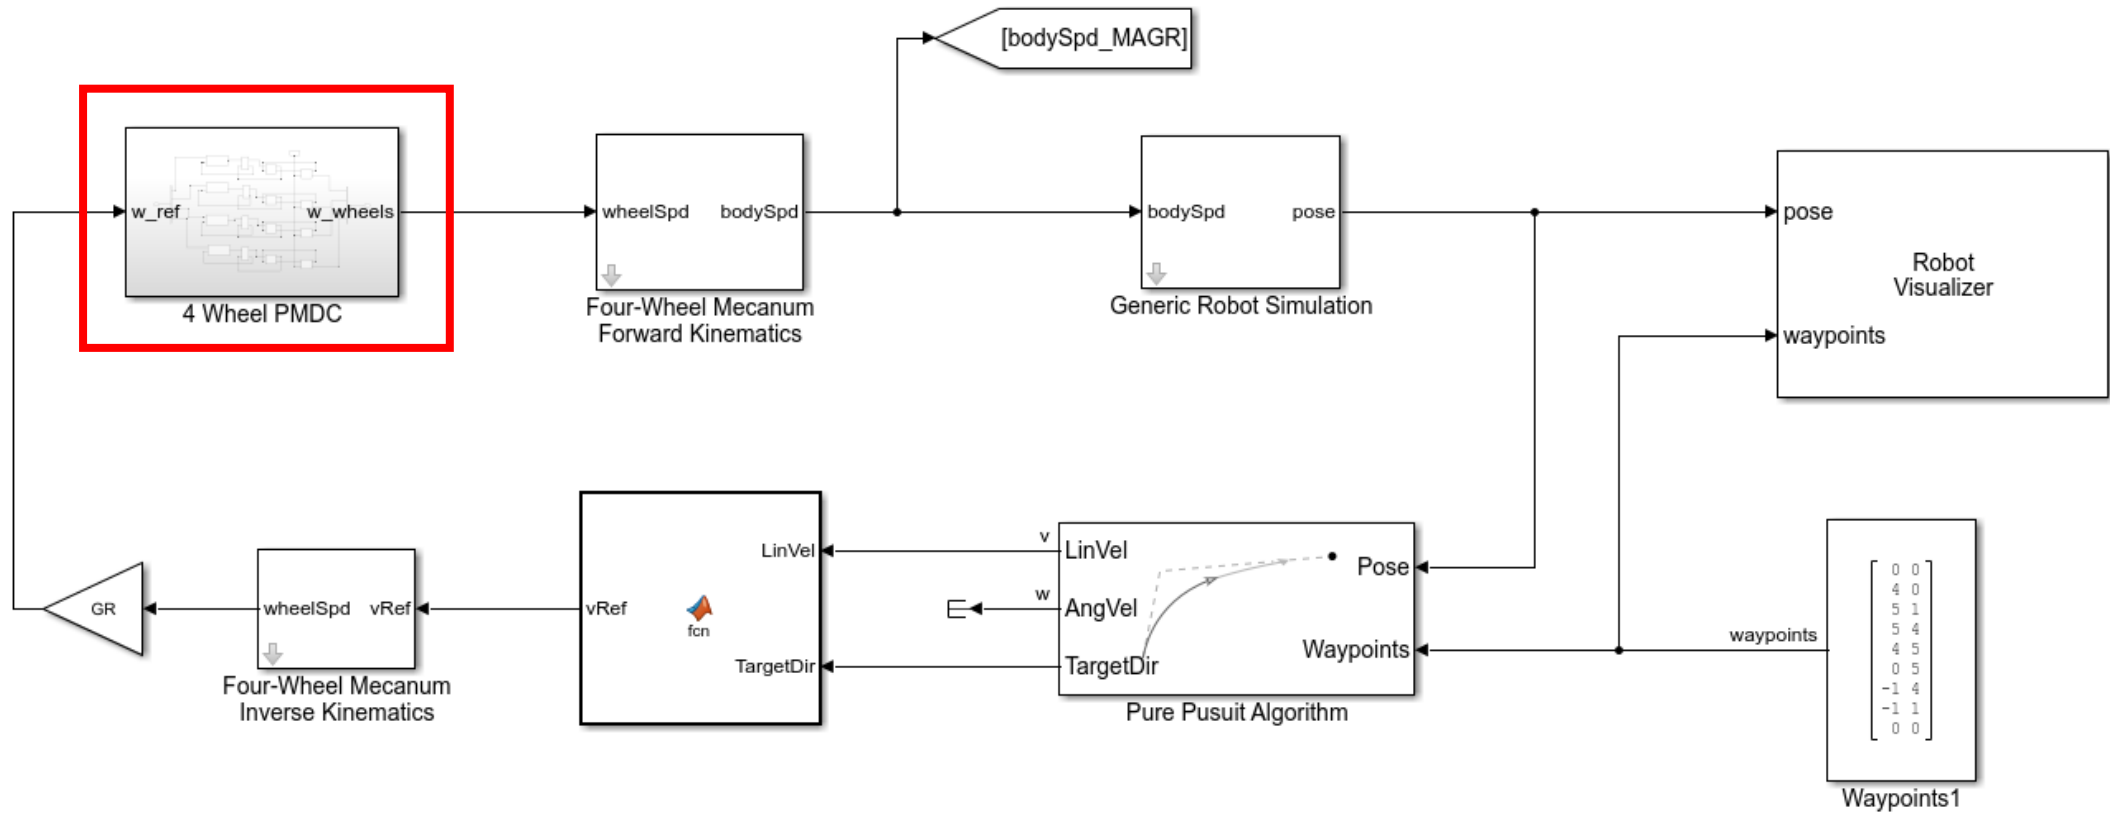 [bodySpd_MAGR]
w_ref
w_wheels
4 Wheel PMDC
wheelSpd
bodySpd
Four-Wheel Mecanum
Forward Kinematics
bodySpd
pose
Generic Robot Simulation
pose
waypoints
Robot
Visualizer
GR
wheelSpd
vRef
Four-Wheel Mecanum
Inverse Kinematics
vRef
fcn
LinVel
TargetDir
v
w
LinVel
AngVel
TargetDir
Pose
Waypoints
Pure Pusuit Algorithm
waypoints
0 0
4 0
5 1
5 4
4 5
0 5
-1 4
-1 1
0 0
Waypoints1